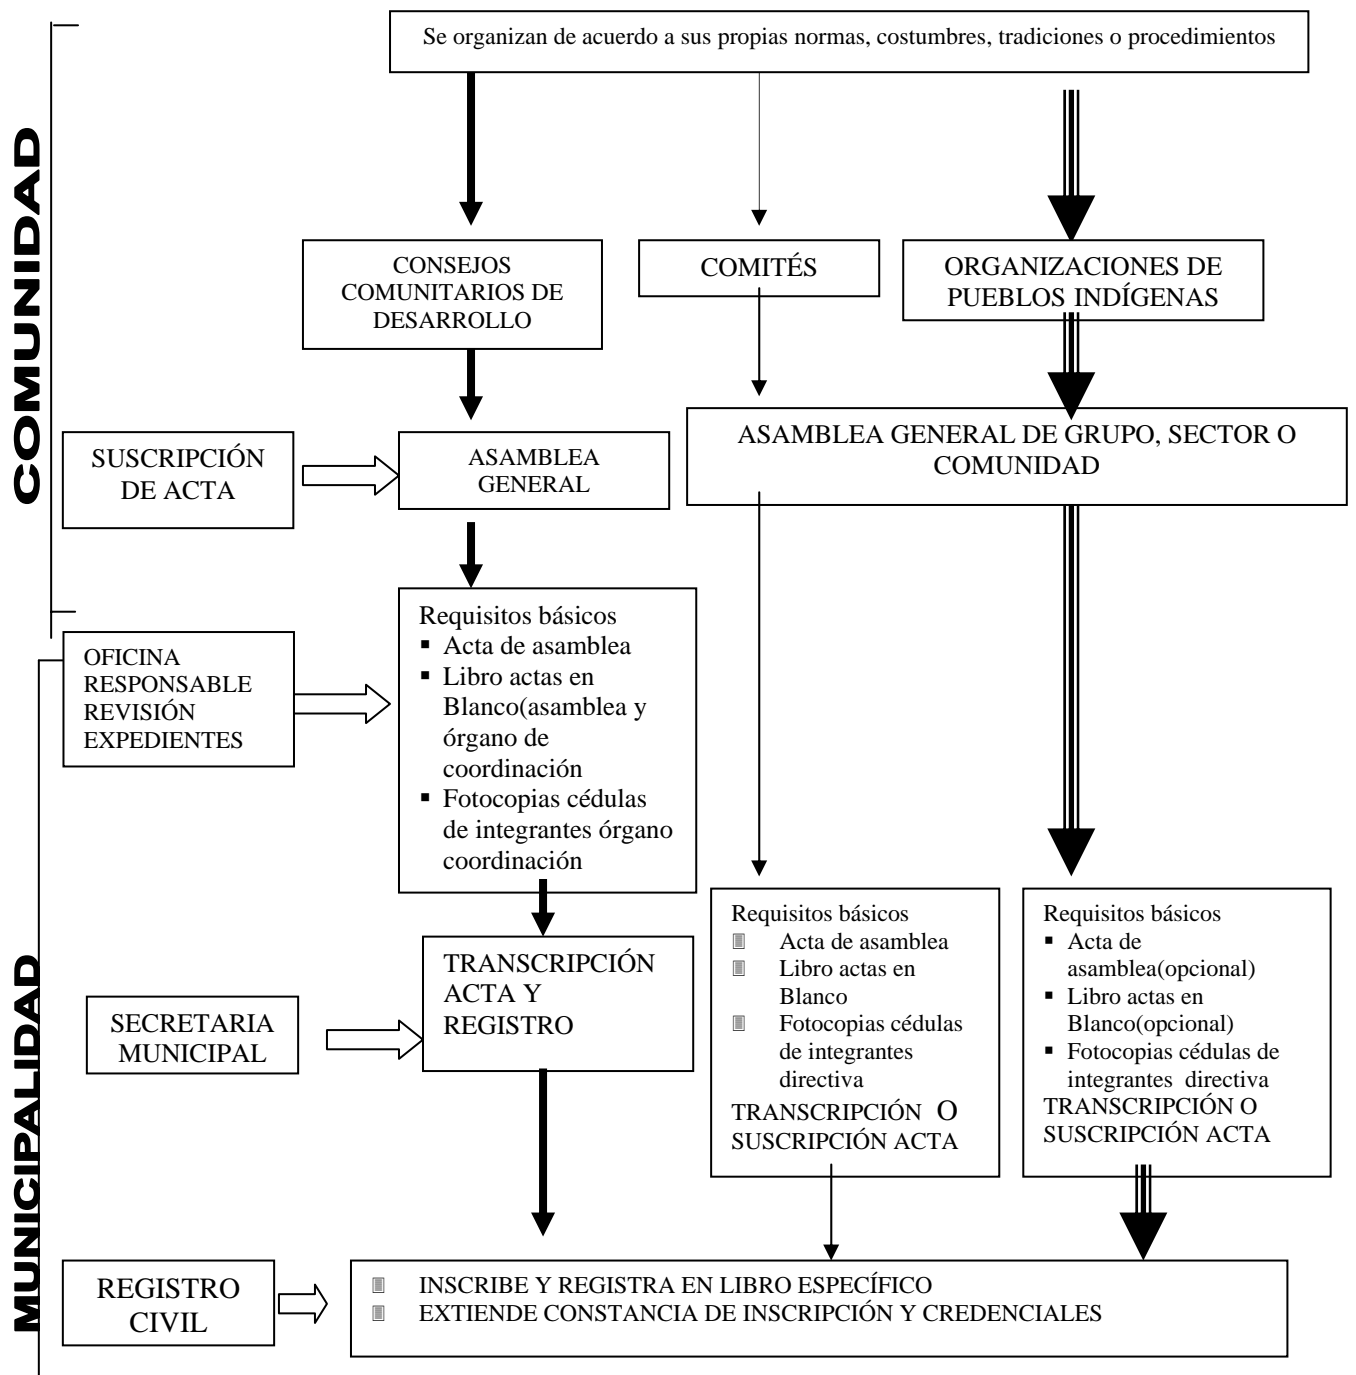 Se organizan de acuerdo a sus propias normas, costumbres, tradiciones o procedimientos
COMUNIDAD
CONSEJOS
COMUNITARIOS DE
DESARROLLO
COMITÉS
ORGANIZACIONES DE
PUEBLOS INDÍGENAS
SUSCRIPCIÓN
DE ACTA
ASAMBLEA
GENERAL
ASAMBLEA GENERAL DE GRUPO, SECTOR O
COMUNIDAD
MUNICIPALIDAD
OFICINA
RESPONSABLE
REVISIÓN
EXPEDIENTES
Requisitos básicos
▪ Acta de asamblea
▪ Libro actas en
Blanco(asamblea y
órgano de
coordinación
▪ Fotocopias cédulas
de integrantes órgano
coordinación
SECRETARIA
MUNICIPAL
TRANSCRIPCIÓN
ACTA Y
REGISTRO
Requisitos básicos
Acta de asamblea
Libro actas en
Blanco
Fotocopias cédulas
de integrantes
directiva
TRANSCRIPCIÓN O
SUSCRIPCIÓN ACTA
Requisitos básicos
▪ Acta de
asamblea(opcional)
▪ Libro actas en
Blanco(opcional)
▪ Fotocopias cédulas de
integrantes directiva
TRANSCRIPCIÓN O
SUSCRIPCIÓN ACTA
REGISTRO
CIVIL
INSCRIBE Y REGISTRA EN LIBRO ESPECÍFICO
EXTIENDE CONSTANCIA DE INSCRIPCIÓN Y CREDENCIALES